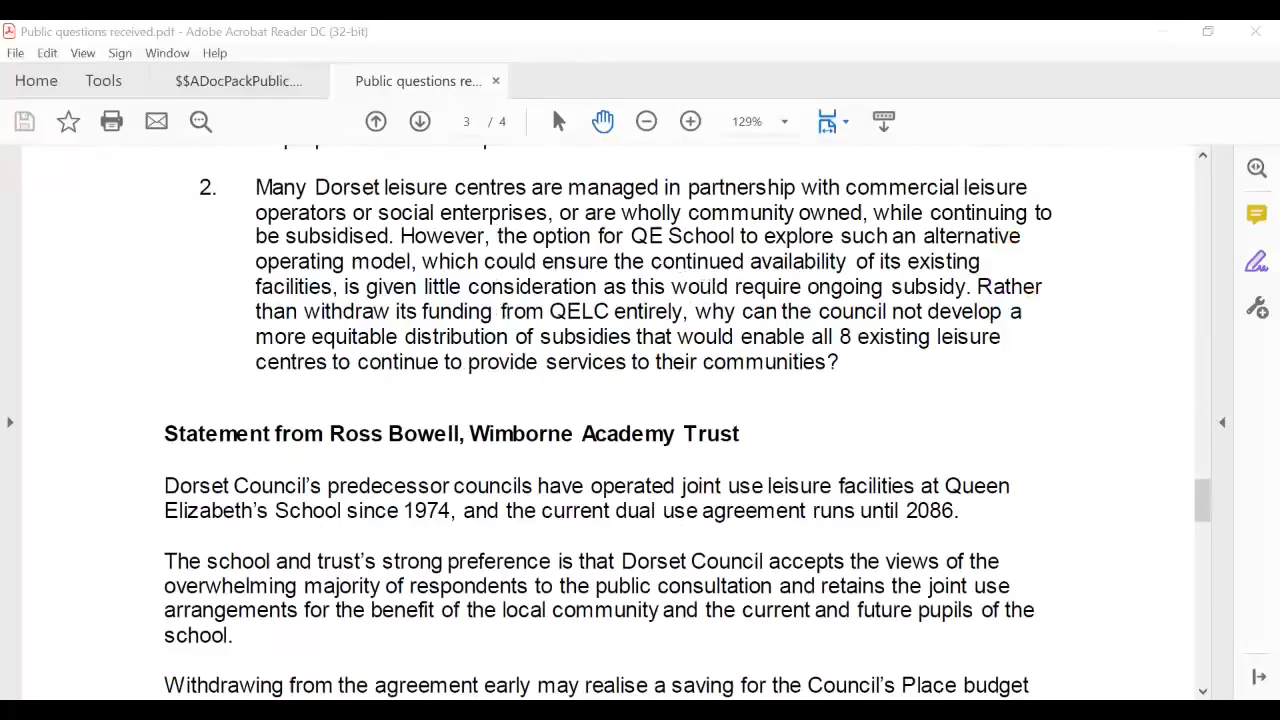 Public questions received.pdf - Adobe Acrobat Reader DC (32-bit)
File Edit View Sign Window Help
Home Tools $$ADocPackPublic.... Public questions re... ×
3 / 4 129%
2. Many Dorset leisure centres are managed in partnership with commercial leisure
operators or social enterprises, or are wholly community owned, while continuing to
be subsidised. However, the option for QE School to explore such an alternative
operating model, which could ensure the continued availability of its existing
facilities, is given little consideration as this would require ongoing subsidy. Rather
than withdraw its funding from QELC entirely, why can the council not develop a
more equitable distribution of subsidies that would enable all 8 existing leisure
centres to continue to provide services to their communities?
Statement from Ross Bowell, Wimborne Academy Trust
Dorset Council's predecessor councils have operated joint use leisure facilities at Queen
Elizabeth's School since 1974, and the current dual use agreement runs until 2086.
The school and trust's strong preference is that Dorset Council accepts the views of the
overwhelming majority of respondents to the public consultation and retains the joint use
arrangements for the benefit of the local community and the current and future pupils of the
school.
Withdrawing from the agreement early may realise a saving for the Council's Place budget